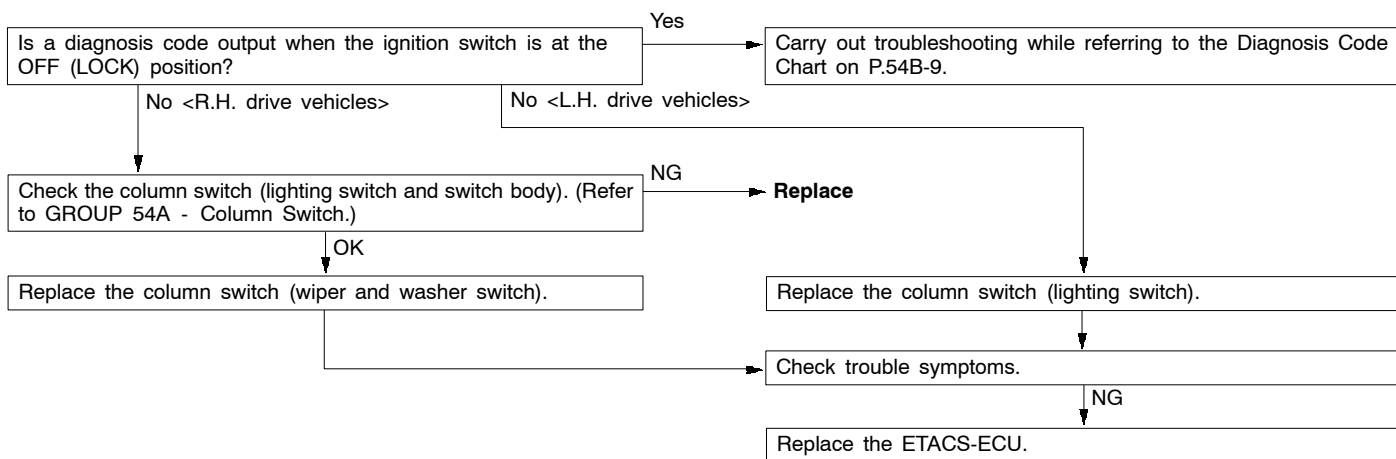 Yes
Is a diagnosis code output when the ignition switch is at the
OFF (LOCK) position?
Carry out troubleshooting while referring to the Diagnosis Code
Chart on P.54B-9.
No <R.H. drive vehicles>
No <L.H. drive vehicles>
Check the column switch (lighting switch and switch body). (Refer
to GROUP 54A - Column Switch.)
NG
Replace
OK
Replace the column switch (wiper and washer switch).
Replace the column switch (lighting switch).
Check trouble symptoms.
NG
Replace the ETACS-ECU.